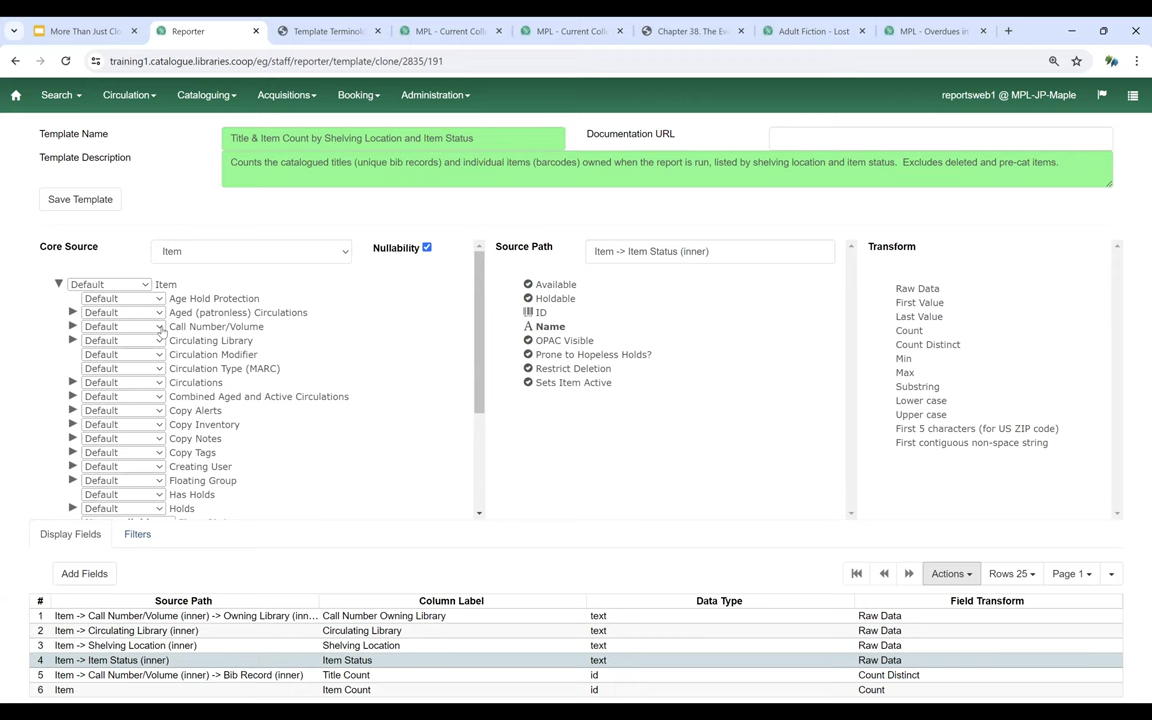 More Than Just Clo
Reporter
Template Terminol
MPL - Current Coll
MPL - Current Coll
Chapter 38. The Ev
Adult Fiction - Lost
MPL - Overdues in
training1.catalogue.libraries.coop/eg/staff/reporter/template/clone/2835/191
Search Circulation Cataloguing Acquisitions Booking Administration reportsweb1 @ MPL-JP-Maple
Template Name Title & Item Count by Shelving Location and Item Status Documentation URL
Template Description Counts the catalogued titles (unique bib records) and individual items (barcodes) owned when the report is run, listed by shelving location and item status. Excludes deleted and pre-cat items.
Save Template
Core Source Item Nullability Source Path Item -> Item Status (inner) Transform
Default Item
Default Age Hold Protection
Default Aged (patronless) Circulations
Default Call Number/Volume
Default Circulating Library
Default Circulation Modifier
Default Circulation Type (MARC)
Default Circulations
Default Combined Aged and Active Circulations
Default Copy Alerts
Default Copy Inventory
Default Copy Notes
Default Copy Tags
Default Creating User
Default Floating Group
Default Has Holds
Default Holds
Available
Holdable
ID
A Name
OPAC Visible
Prone to Hopeless Holds?
Restrict Deletion
Sets Item Active
Raw Data
First Value
Last Value
Count
Count Distinct
Min
Max
Substring
Lower case
Upper case
First 5 characters (for US ZIP code)
First contiguous non-space string
Display Fields Filters
Add Fields Actions Rows 25 Page 1
# Source Path Column Label Data Type Field Transform
1 Item -> Call Number/Volume (inner) -> Owning Library (inn... Call Number Owning Library text Raw Data
2 Item -> Circulating Library (inner) Circulating Library text Raw Data
3 Item -> Shelving Location (inner) Shelving Location text Raw Data
4 Item -> Item Status (inner) Item Status text Raw Data
5 Item -> Call Number/Volume (inner) -> Bib Record (inner) Title Count id Count Distinct
6 Item Item Count id Count